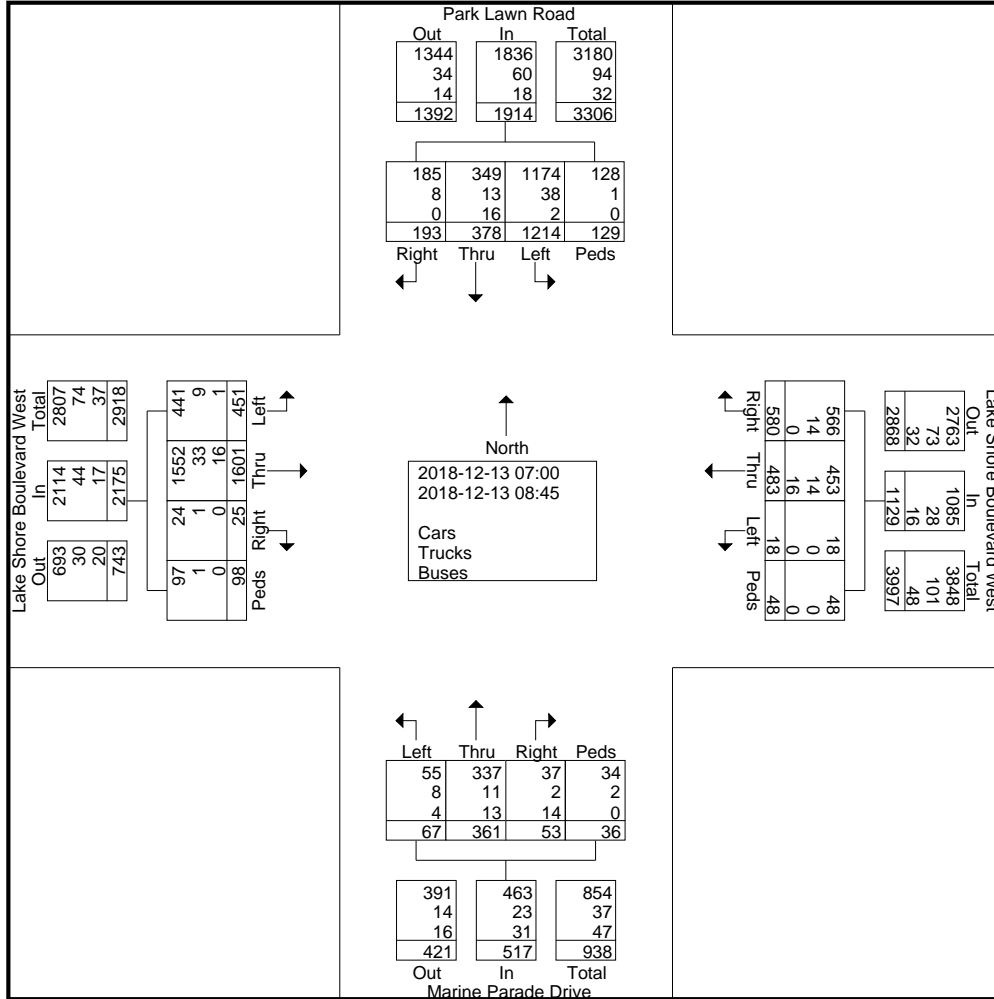 Park Lawn Road
Out In Total
1344 1836 3180
34 60 94
14 18 32
1392 1914 3306
185 349 1174 128
8 13 38 1
0 16 2 0
193 378 1214 129
Right Thru Left Peds
Lake Shore Boulevard West
Total In Out
2807 2114 693
74 44 30
37 17 20
2918 2175 743
441 1552 24 97
9 33 1 1
1 16 0 0
451 1601 25 98
Left Thru Right Peds
North
2018-12-13 07:00
2018-12-13 08:45
Cars
Trucks
Buses
Right Thru Left Peds
580 483 18 48
0 16 0 0
14 14 0 0
566 453 18 48
2868 1129 3997
32 16 48
73 28 101
2763 1085 3848
Out In Total
Lake Shore Boulevard West
Left Thru Right Peds
55 337 37 34
8 11 2 2
4 13 14 0
67 361 53 36
391 463 854
14 23 37
16 31 47
421 517 938
Out In Total
Marine Parade Drive